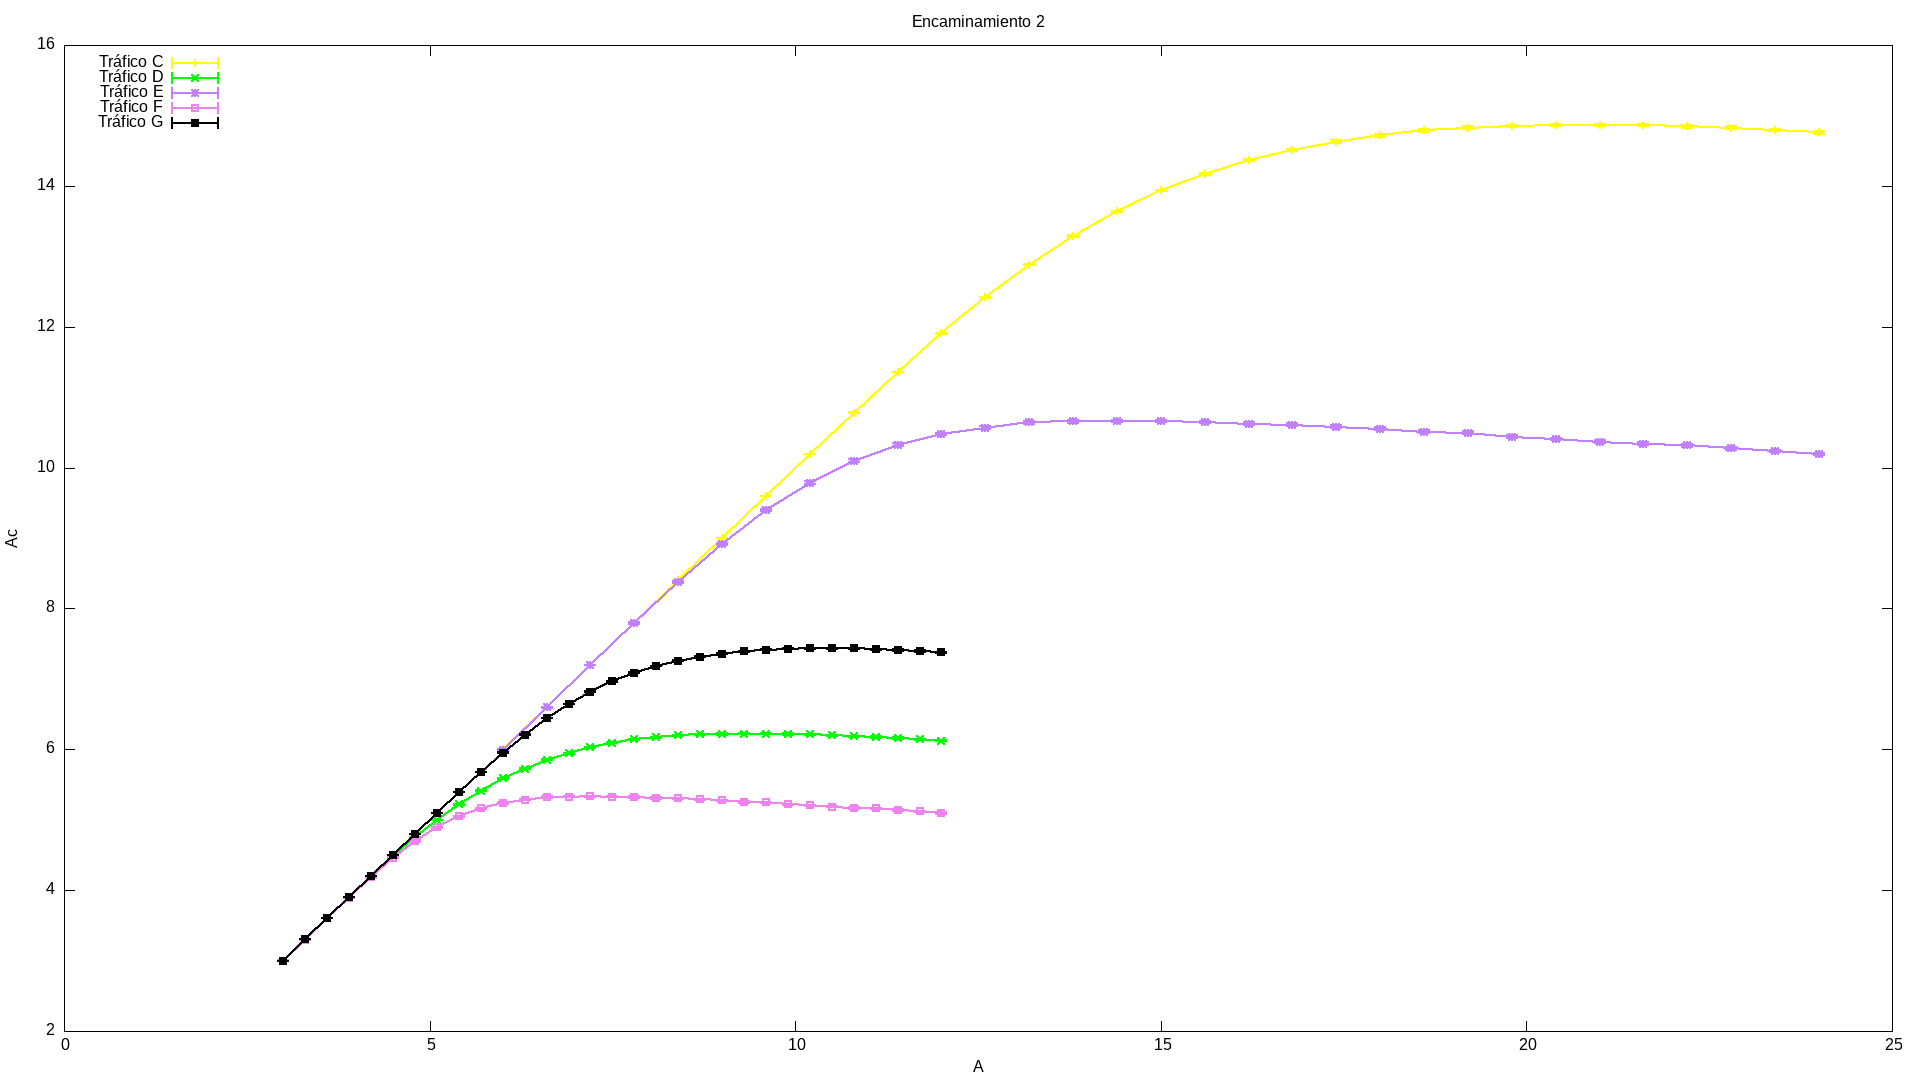 Encaminamiento 2
16
Tráfico C
Tráfico D
Tráfico E
Tráfico F
Tráfico G
14
12
10
Ac
8
6
4
2
0 5 10 15 20 25
A